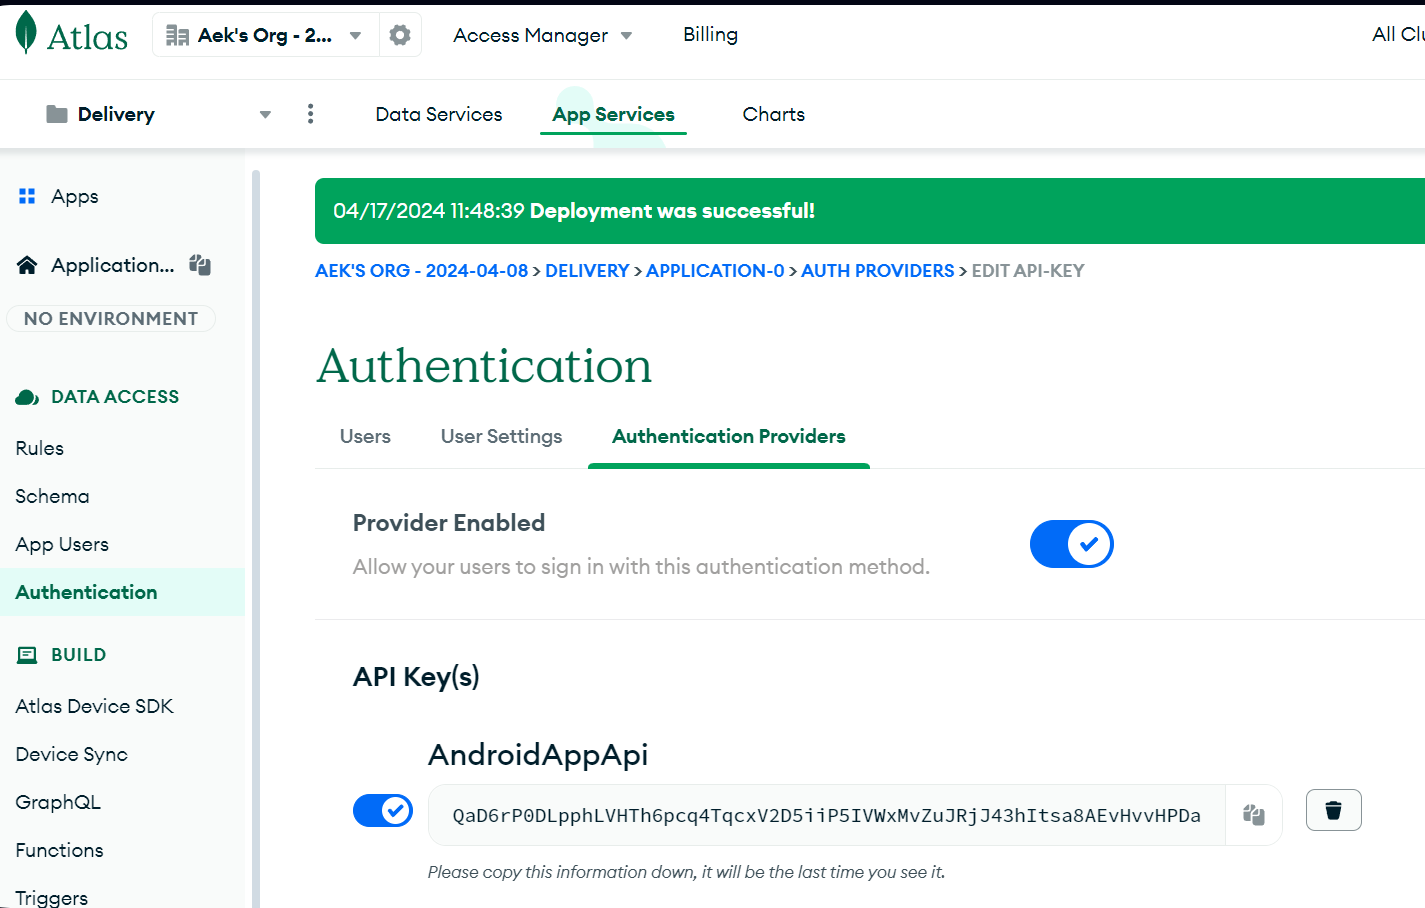 Atlas
Aek's Org - 2...
Access Manager
Billing
All Clu
Delivery
Data Services
App Services
Charts
Apps
Application...
NO ENVIRONMENT
DATA ACCESS
Rules
Schema
App Users
Authentication
BUILD
Atlas Device SDK
Device Sync
GraphQL
Functions
Triggers
04/17/2024 11:48:39 Deployment was successful!
AEK'S ORG - 2024-04-08 > DELIVERY > APPLICATION-0 > AUTH PROVIDERS > EDIT API-KEY
Authentication
Users
User Settings
Authentication Providers
Provider Enabled
Allow your users to sign in with this authentication method.
API Key(s)
AndroidAppApi
QaD6rP0DLpphLVHTh6pcq4TqcxV2D5iiP5IVWxMvZuJRjJ43hItsa8AEvHvvHPDa
Please copy this information down, it will be the last time you see it.